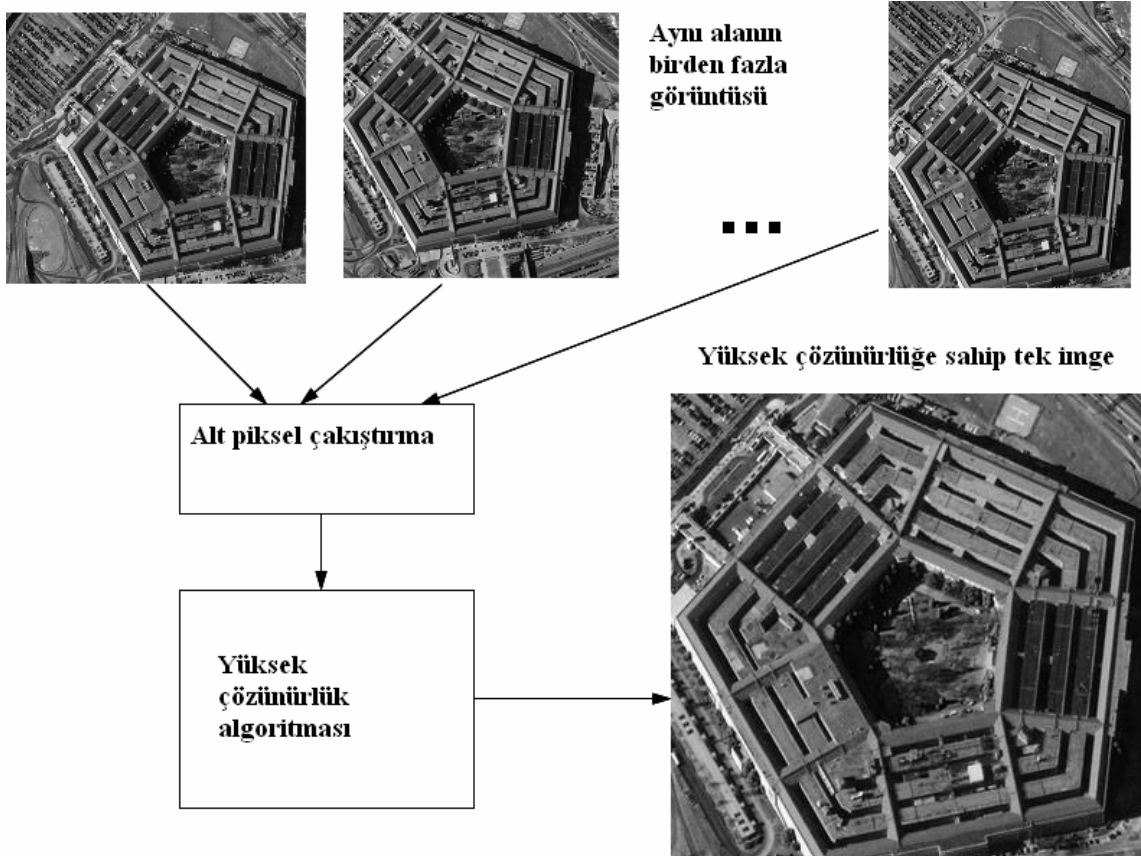 Aynı alanın
birden fazla
görüntüsü
Yüksek çözünürlüğe sahip tek imge
Alt piksel çakıştırma
Yüksek
çözünürlük
algoritması